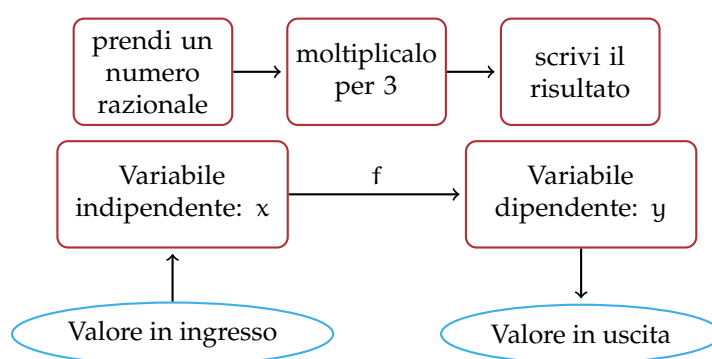 prendi un
numero
razionale
moltiplicalo
per 3
scrivi il
risultato
Variabile
indipendente: x
f
Variabile
dipendente: y
Valore in ingresso
Valore in uscita